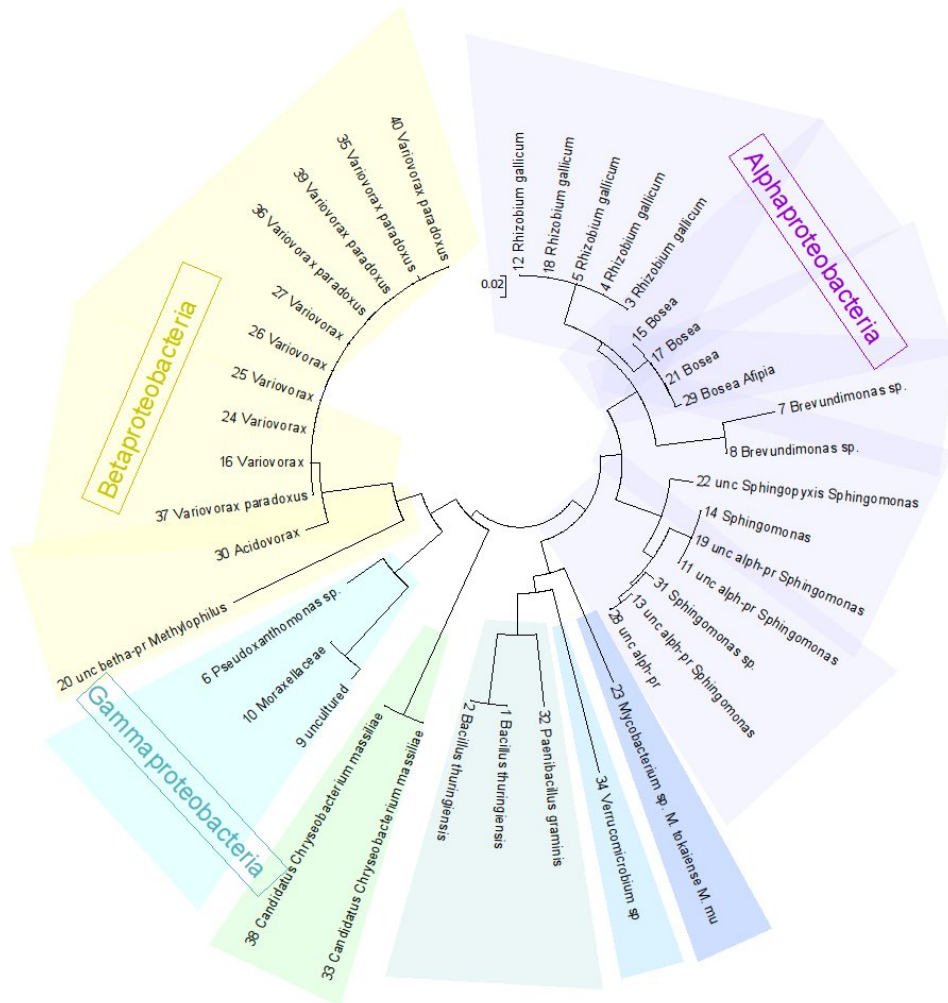 40 Variovorax paradoxus
35 Variovorax paradoxus
39 Variovorax paradoxus
36 Variovorax paradoxus
27 Variovorax
26 Variovorax
25 Variovorax
24 Variovorax
16 Variovorax
37 Variovorax paradoxus
30 Acidovorax
20 unc betha-pr Methylophilus
6 Pseudoxanthomonas sp.
10 Moraxellaceae
9 uncultured
38 Candidatus Chryseobacterium massiliae
33 Candidatus Chryseobacterium massiliae
2 Bacillus thuringiensis
1 Bacillus thuringiensis
32 Paenibacillus graminis
34 Verrucomicrobium sp
23 Mycobacterium sp. M. tokaiense M. mu
28 unc alph-pr
13 unc alph-pr Sphingomonas
31 Sphingomonas sp.
11 unc alph-pr Sphingomonas
19 unc alph-pr Sphingomonas
14 Sphingomonas
22 unc Sphingopyxis Sphingomonas
8 Brevundimonas sp.
7 Brevundimonas sp.
29 Bosea Afipia
21 Bosea
17 Bosea
15 Bosea
3 Rhizobium gallicum
4 Rhizobium gallicum
5 Rhizobium gallicum
18 Rhizobium gallicum
12 Rhizobium gallicum
0.02
Betaproteobacteria
Gammaproteobacteria
Alphaproteobacteria